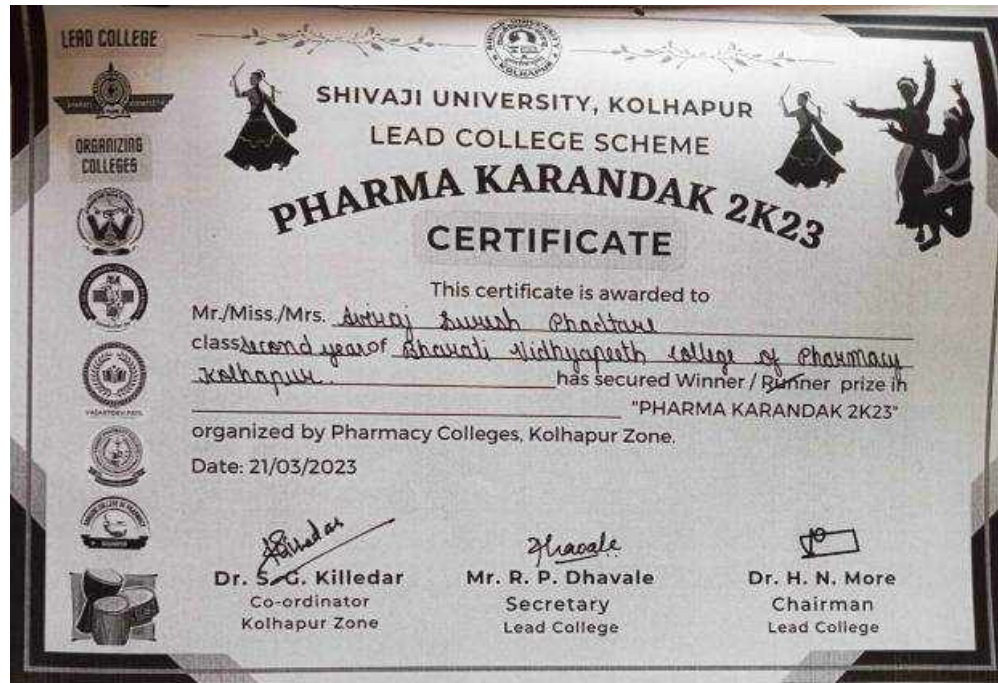 LEAD COLLEGE
ORGANIZING
COLLEGES
SHIVAJI UNIVERSITY, KOLHAPUR
LEAD COLLEGE SCHEME
PHARMA KARANDAK 2K23
CERTIFICATE
This certificate is awarded to
Mr./Miss./Mrs. Suresh Phadtare
class second year of Bharati Vidhyapeeth college of Pharmacy
Kolhapur. has secured Winner / Runner prize in
"PHARMA KARANDAK 2K23"
organized by Pharmacy Colleges, Kolhapur Zone.
Date: 21/03/2023
Dr. S. G. Killedar
Co-ordinator
Kolhapur Zone
Mr. R. P. Dhavale
Secretary
Lead College
Dr. H. N. More
Chairman
Lead College